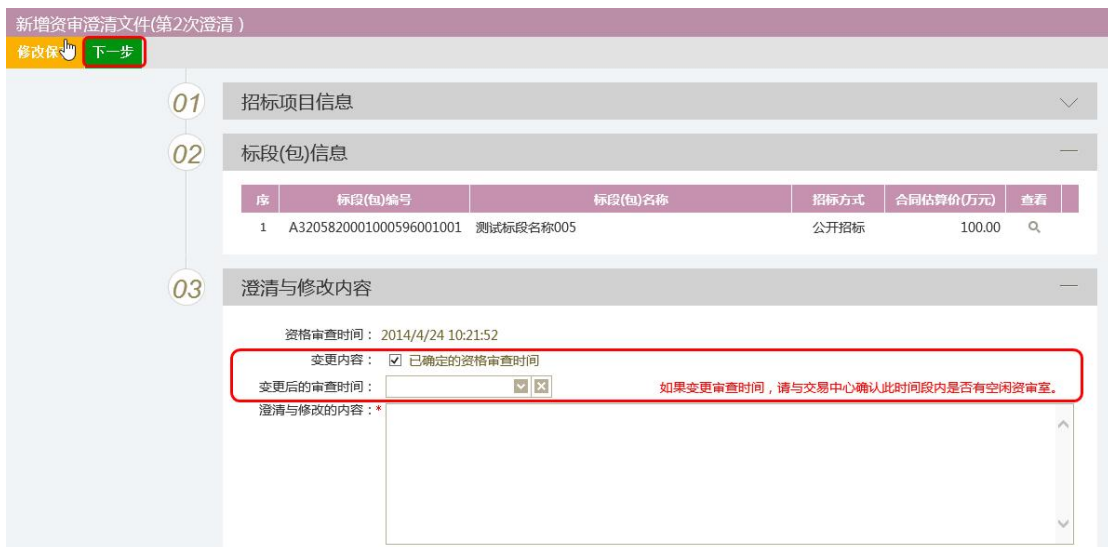 新增资审澄清文件(第2次澄清)
修改保 下一步
01 招标项目信息
02 标段(包)信息
序 标段(包)编号 标段(包)名称 招标方式 合同估算价(万元) 查看
1 A3205820001000596001001 测试标段名称005 公开招标 100.00
03 澄清与修改内容
资格审查时间： 2014/4/24 10:21:52
变更内容： 已确定的资格审查时间
变更后的审查时间： 如果变更审查时间，请与交易中心确认此时间段内是否有空闲资审室。
澄清与修改的内容：*